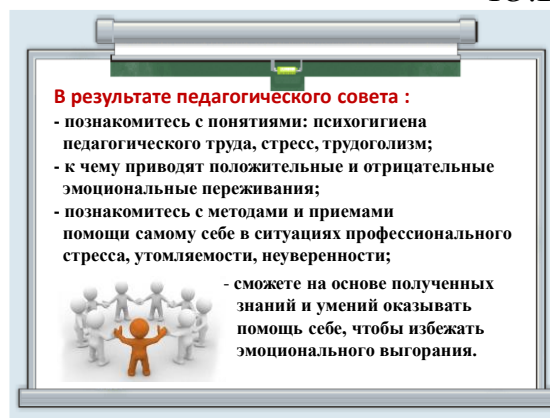 В результате педагогического совета :
- познакомитесь с понятиями: психогигиена
педагогического труда, стресс, трудоголизм;
- к чему приводят положительные и отрицательные
эмоциональные переживания;
- познакомитесь с методами и приемами
помощи самому себе в ситуациях профессионального
стресса, утомляемости, неуверенности;
- сможете на основе полученных
знаний и умений оказывать
помощь себе, чтобы избежать
эмоционального выгорания.